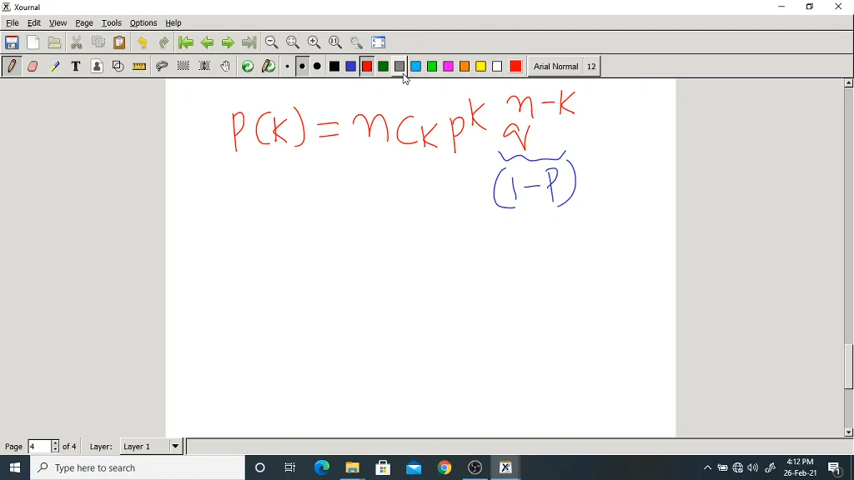 Xournal
File Edit View Page Tools Options Help
Arial Normal 12
P(K) = n CK P^K q^n-K
(1-P)
Page 4 of 4 Layer: Layer 1
Type here to search
4:12 PM
26-Feb-21